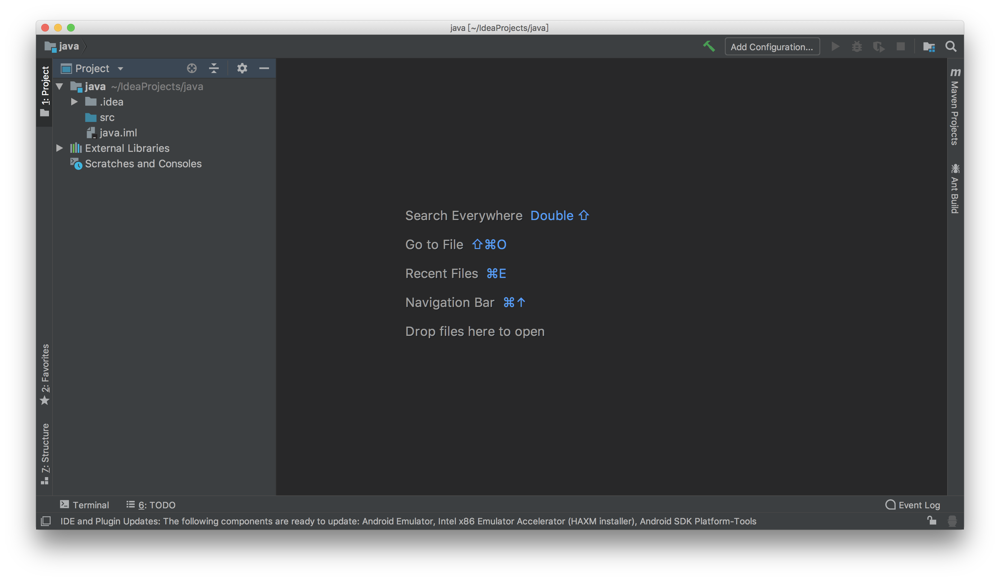 java [~/IdeaProjects/java]
java
Add Configuration...
1: Project
Project
java ~/IdeaProjects/java
.idea
src
java.iml
External Libraries
Scratches and Consoles
Search Everywhere Double ⇧
Go to File ⇧⌘O
Recent Files ⌘E
Navigation Bar ⌘↑
Drop files here to open
m Maven Projects
Ant Build
2: Favorites
7: Structure
Terminal
6: TODO
Event Log
IDE and Plugin Updates: The following components are ready to update: Android Emulator, Intel x86 Emulator Accelerator (HAXM installer), Android SDK Platform-Tools